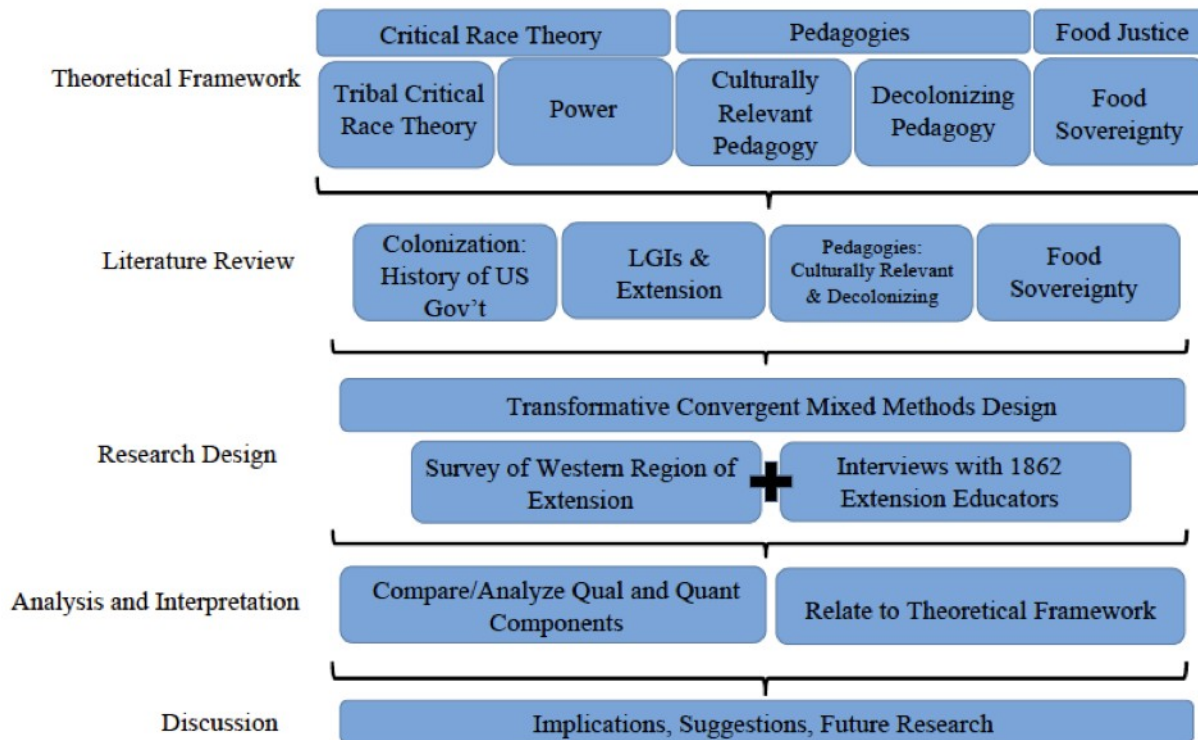 Critical Race Theory
Pedagogies
Food Justice
Theoretical Framework
Tribal Critical
Race Theory
Power
Culturally
Relevant
Pedagogy
Decolonizing
Pedagogy
Food
Sovereignty
Literature Review
Colonization:
History of US
Gov’t
LGIs &
Extension
Pedagogies:
Culturally Relevant
& Decolonizing
Food
Sovereignty
Research Design
Transformative Convergent Mixed Methods Design
Survey of Western Region of
Extension
Interviews with 1862
Extension Educators
Analysis and Interpretation
Compare/Analyze Qual and Quant
Components
Relate to Theoretical Framework
Discussion
Implications, Suggestions, Future Research